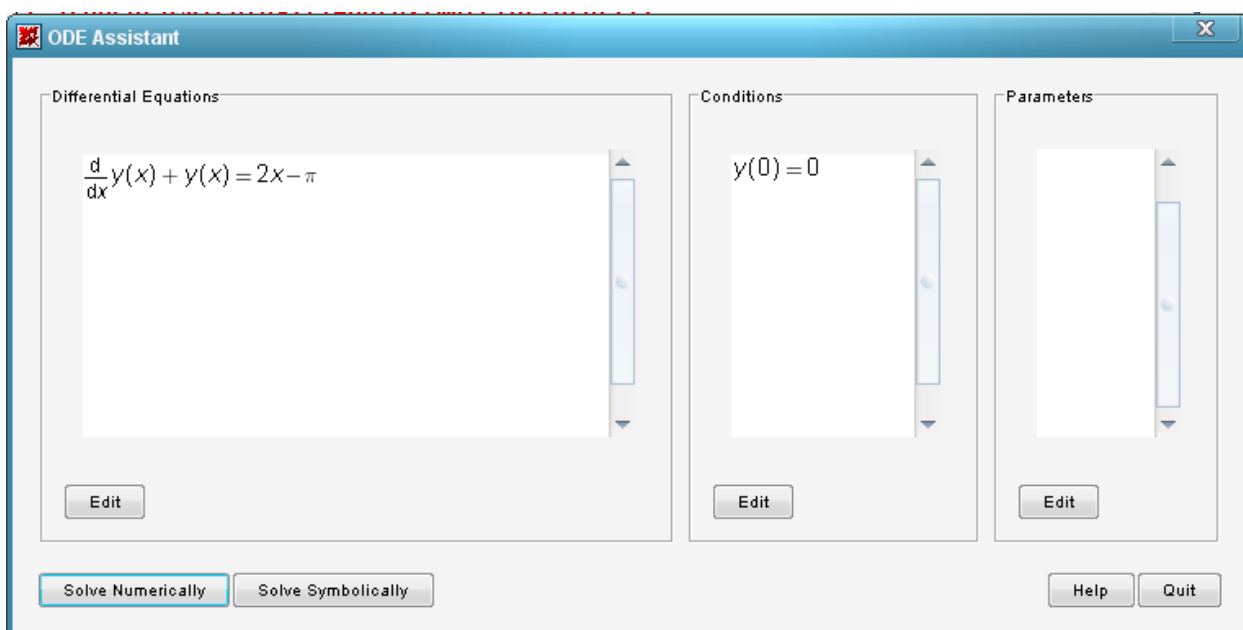 ODE Assistant
Differential Equations
Conditions
Parameters
d/dx y(x) + y(x) = 2x − π
y(0) = 0
Edit
Edit
Edit
Solve Numerically
Solve Symbolically
Help
Quit